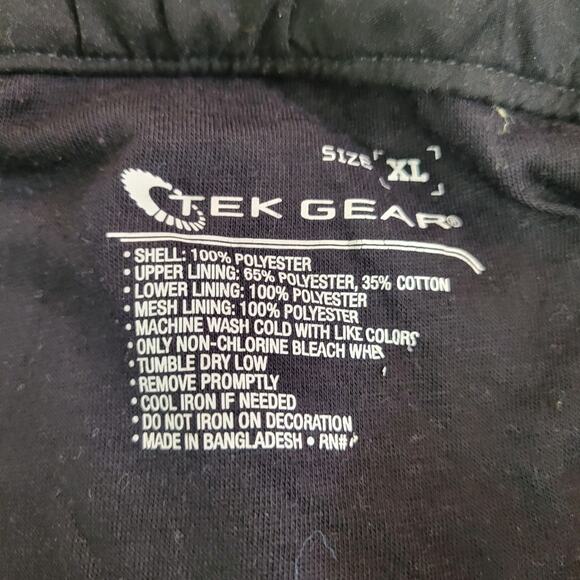 SIZE XL
TEK GEAR®
• SHELL: 100% POLYESTER
• UPPER LINING: 65% POLYESTER, 35% COTTON
• LOWER LINING: 100% POLYESTER
• MESH LINING: 100% POLYESTER
• MACHINE WASH COLD WITH LIKE COLORS
• ONLY NON-CHLORINE BLEACH
• TUMBLE DRY LOW
• REMOVE PROMPTLY
• COOL IRON IF NEEDED
• DO NOT IRON ON DECORATION
• MADE IN BANGLADESH • RN#